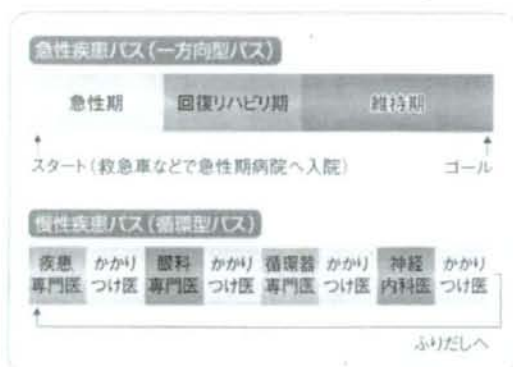 急性疾患パス(一方向型パス)
急性期 回復リハビリ期 維持期
スタート(救急車などで急性期病院へ入院) ゴール
慢性疾患パス(循環型パス)
疾患 かかり 眼科 かかり 循環器 かかり 神経 かかり
専門医 つけ医 専門医 つけ医 専門医 つけ医 内科医 つけ医
ふりだしへ